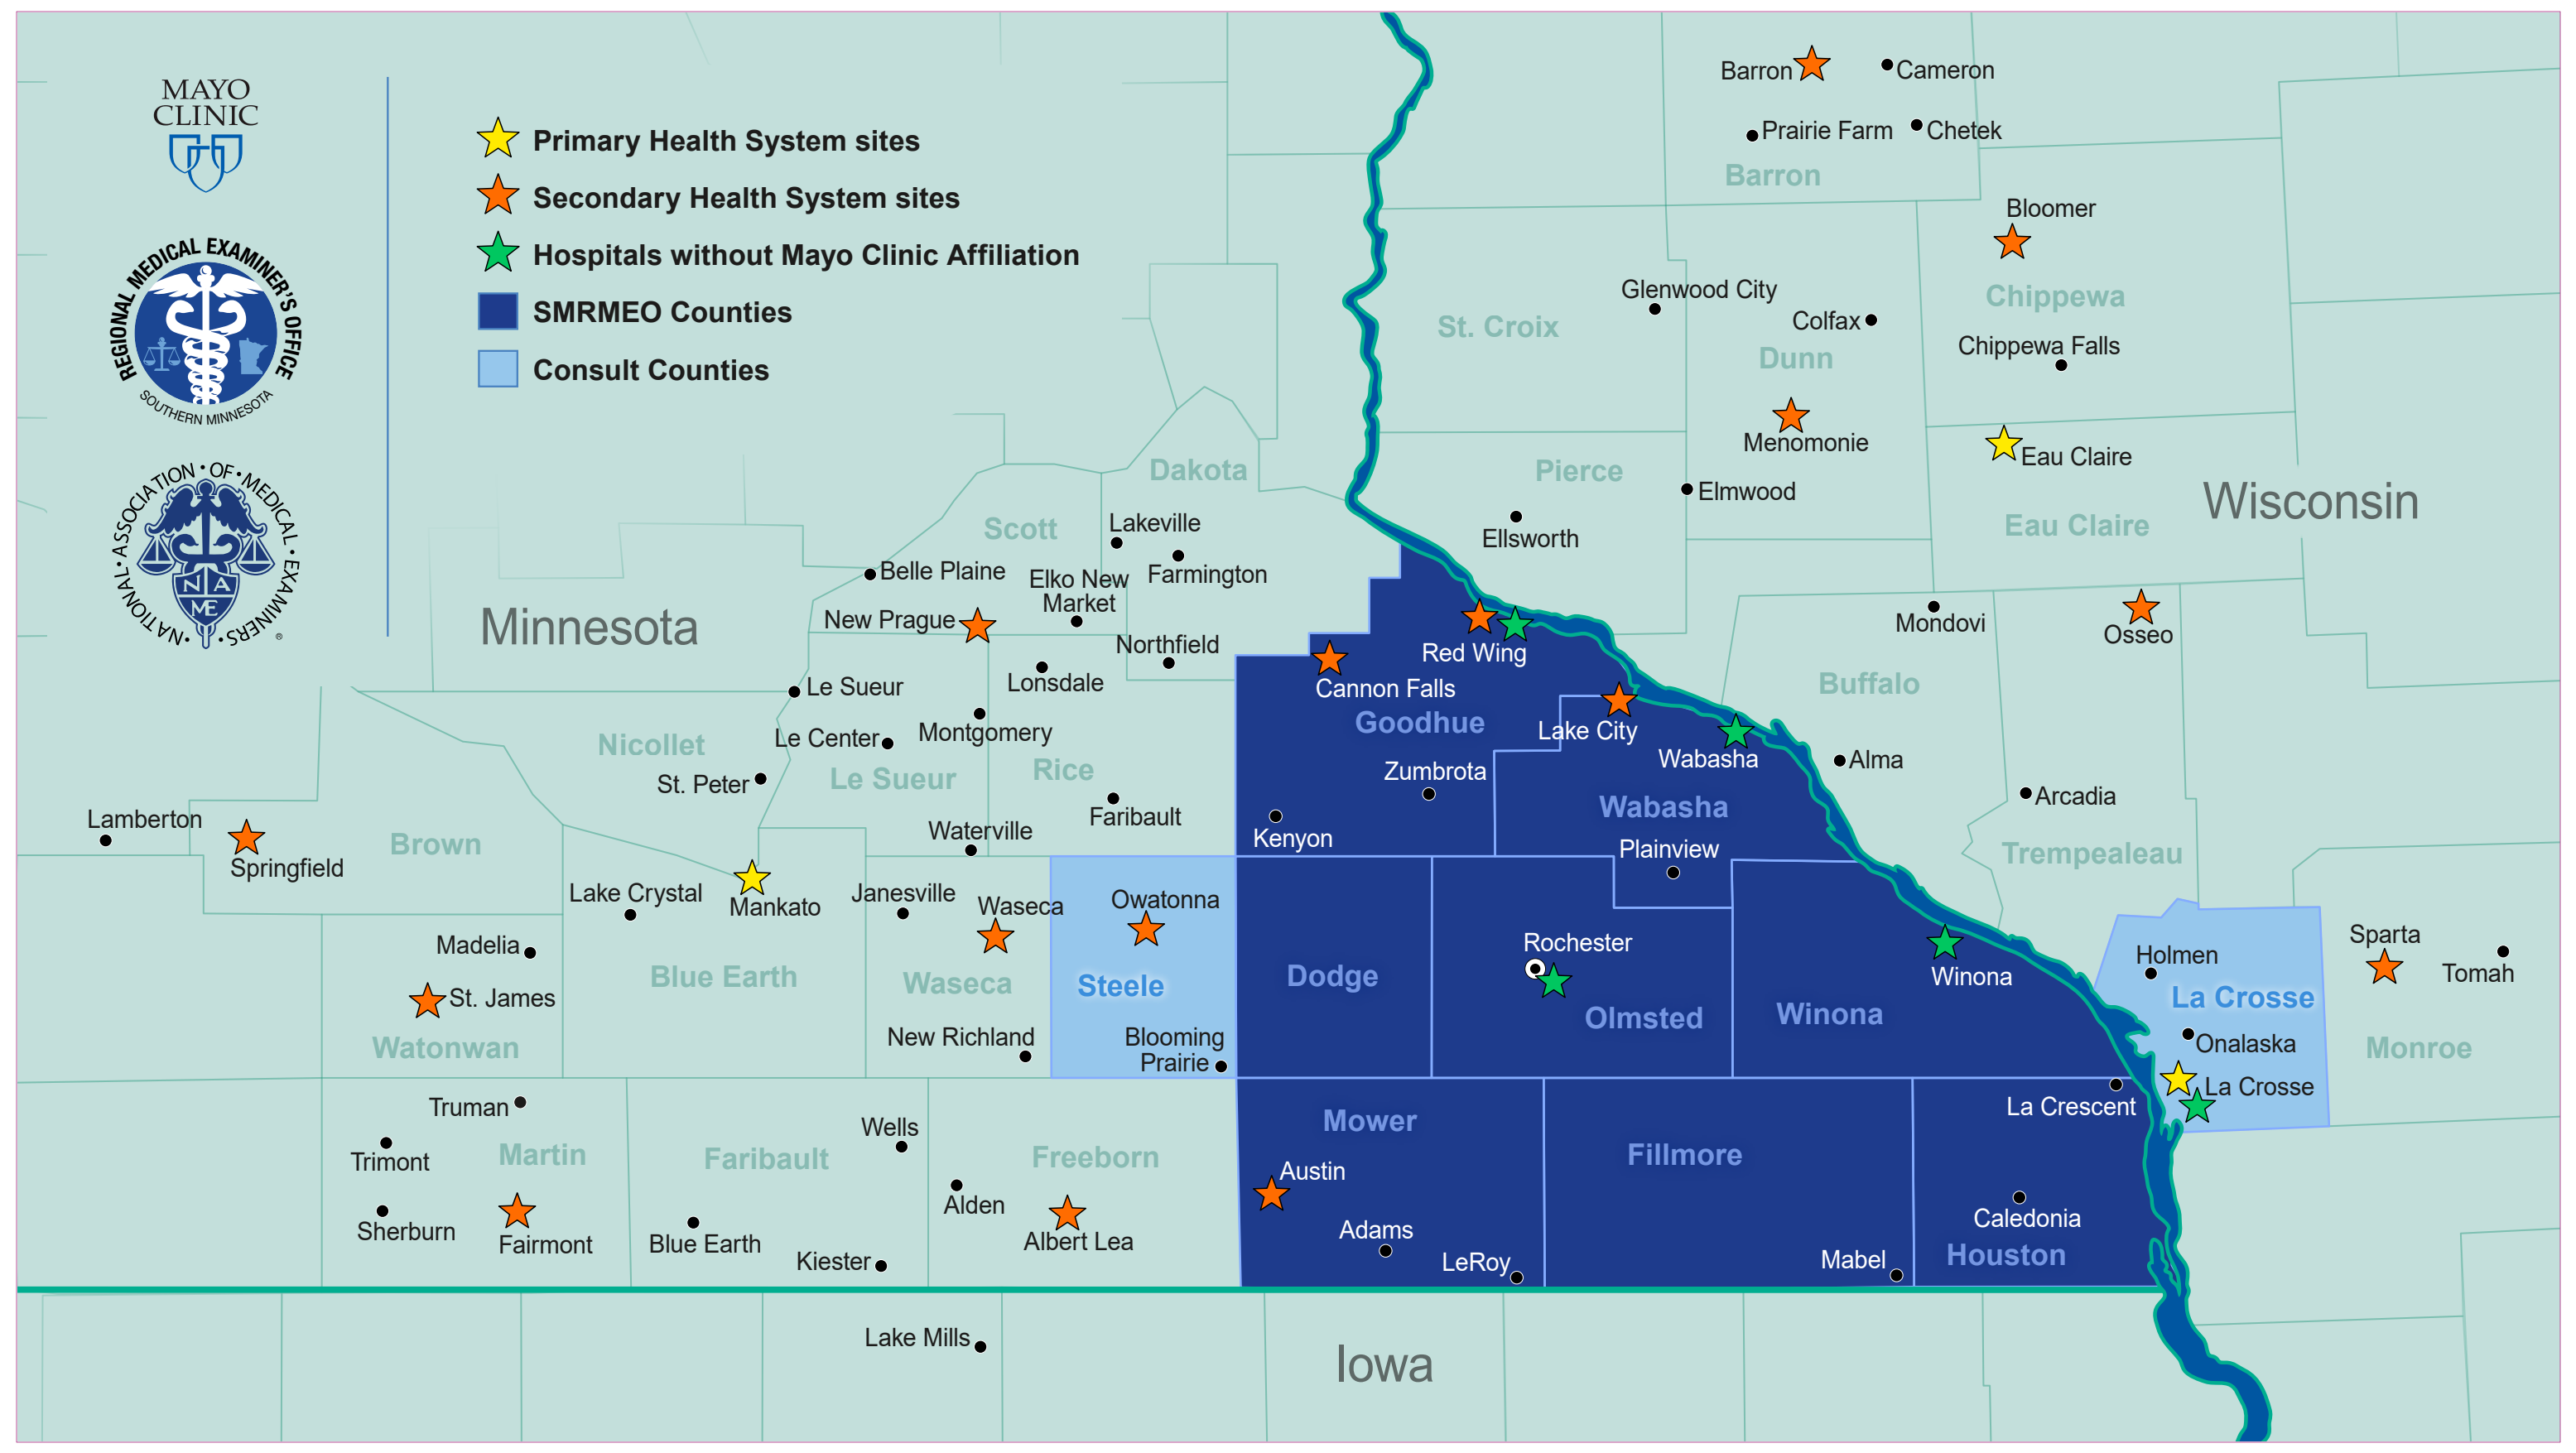 MAYO
CLINIC
REGIONAL MEDICAL EXAMINER'S OFFICE
SOUTHERN MINNESOTA
NATIONAL • ASSOCIATION • OF • MEDICAL • EXAMINERS •
N A
ME
®
Primary Health System sites
Secondary Health System sites
Hospitals without Mayo Clinic Affiliation
SMRMEO Counties
Consult Counties
Barron
Cameron
Prairie Farm
Chetek
Barron
Bloomer
Chippewa
Glenwood City
St. Croix
Colfax
Chippewa Falls
Dunn
Menomonie
Eau Claire
Pierce
Elmwood
Wisconsin
Ellsworth
Eau Claire
Dakota
Scott
Lakeville
Belle Plaine
Elko New
Market
Farmington
Minnesota
New Prague
Northfield
Mondovi
Osseo
Red Wing
Lonsdale
Cannon Falls
Buffalo
Le Sueur
Goodhue
Lake City
Nicollet
Le Center
Montgomery
Wabasha
Alma
St. Peter
Le Sueur
Rice
Zumbrota
Arcadia
Wabasha
Lamberton
Faribault
Springfield
Brown
Waterville
Kenyon
Plainview
Trempealeau
Lake Crystal
Mankato
Janesville
Waseca
Owatonna
Madelia
Rochester
Winona
Holmen
Sparta
Tomah
St. James
Blue Earth
Waseca
Steele
Dodge
Olmsted
Winona
La Crosse
Watonwan
New Richland
Blooming
Prairie
Onalaska
Monroe
La Crosse
Truman
La Crescent
Wells
Mower
Trimont
Martin
Faribault
Freeborn
Fillmore
Austin
Alden
Sherburn
Fairmont
Blue Earth
Albert Lea
Adams
Caledonia
Kiester
LeRoy
Mabel
Houston
Lake Mills
Iowa